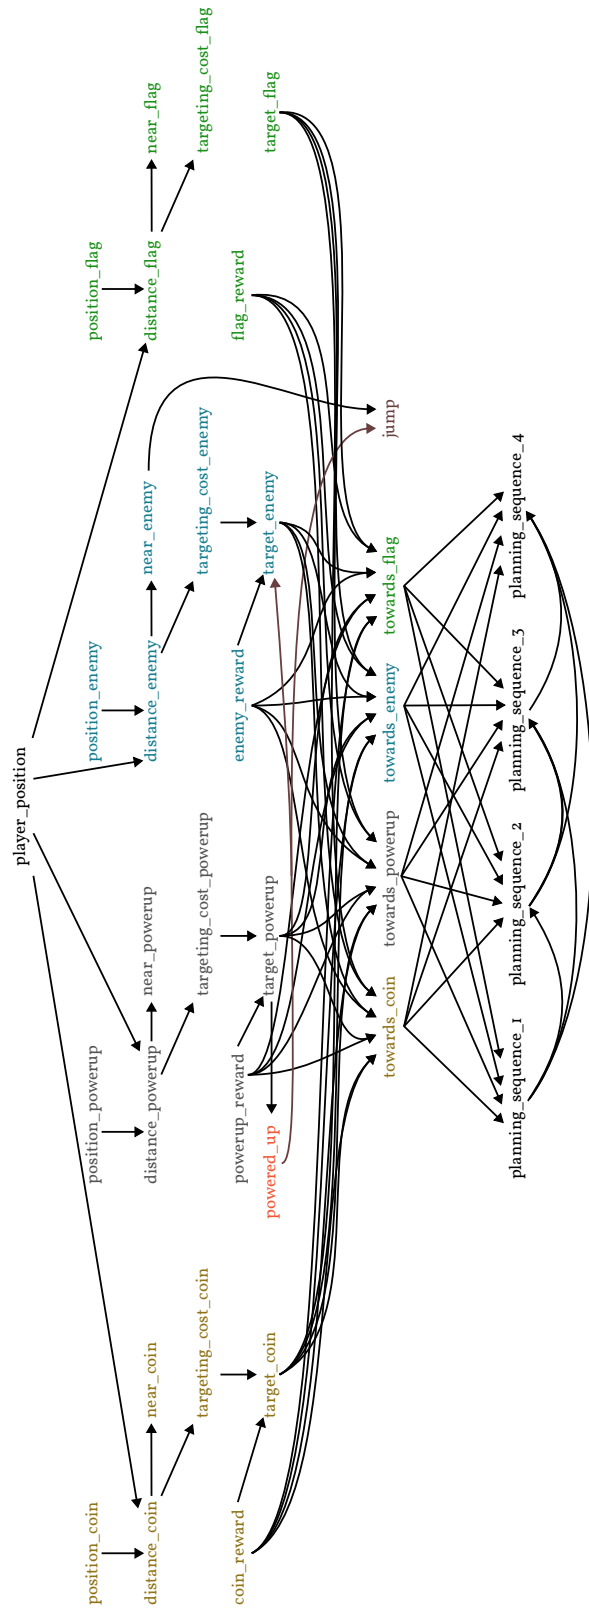 player_position
position_coin
position_powerup
position_enemy
position_flag
distance_coin
near_coin
distance_powerup
near_powerup
distance_enemy
near_enemy
distance_flag
near_flag
targeting_cost_coin
targeting_cost_powerup
targeting_cost_enemy
targeting_cost_flag
coin_reward
powerup_reward
enemy_reward
flag_reward
target_coin
powered_up
target_powerup
target_enemy
target_flag
towards_coin
towards_powerup
towards_enemy
towards_flag
jump
planning_sequence_1
planning_sequence_2
planning_sequence_3
planning_sequence_4